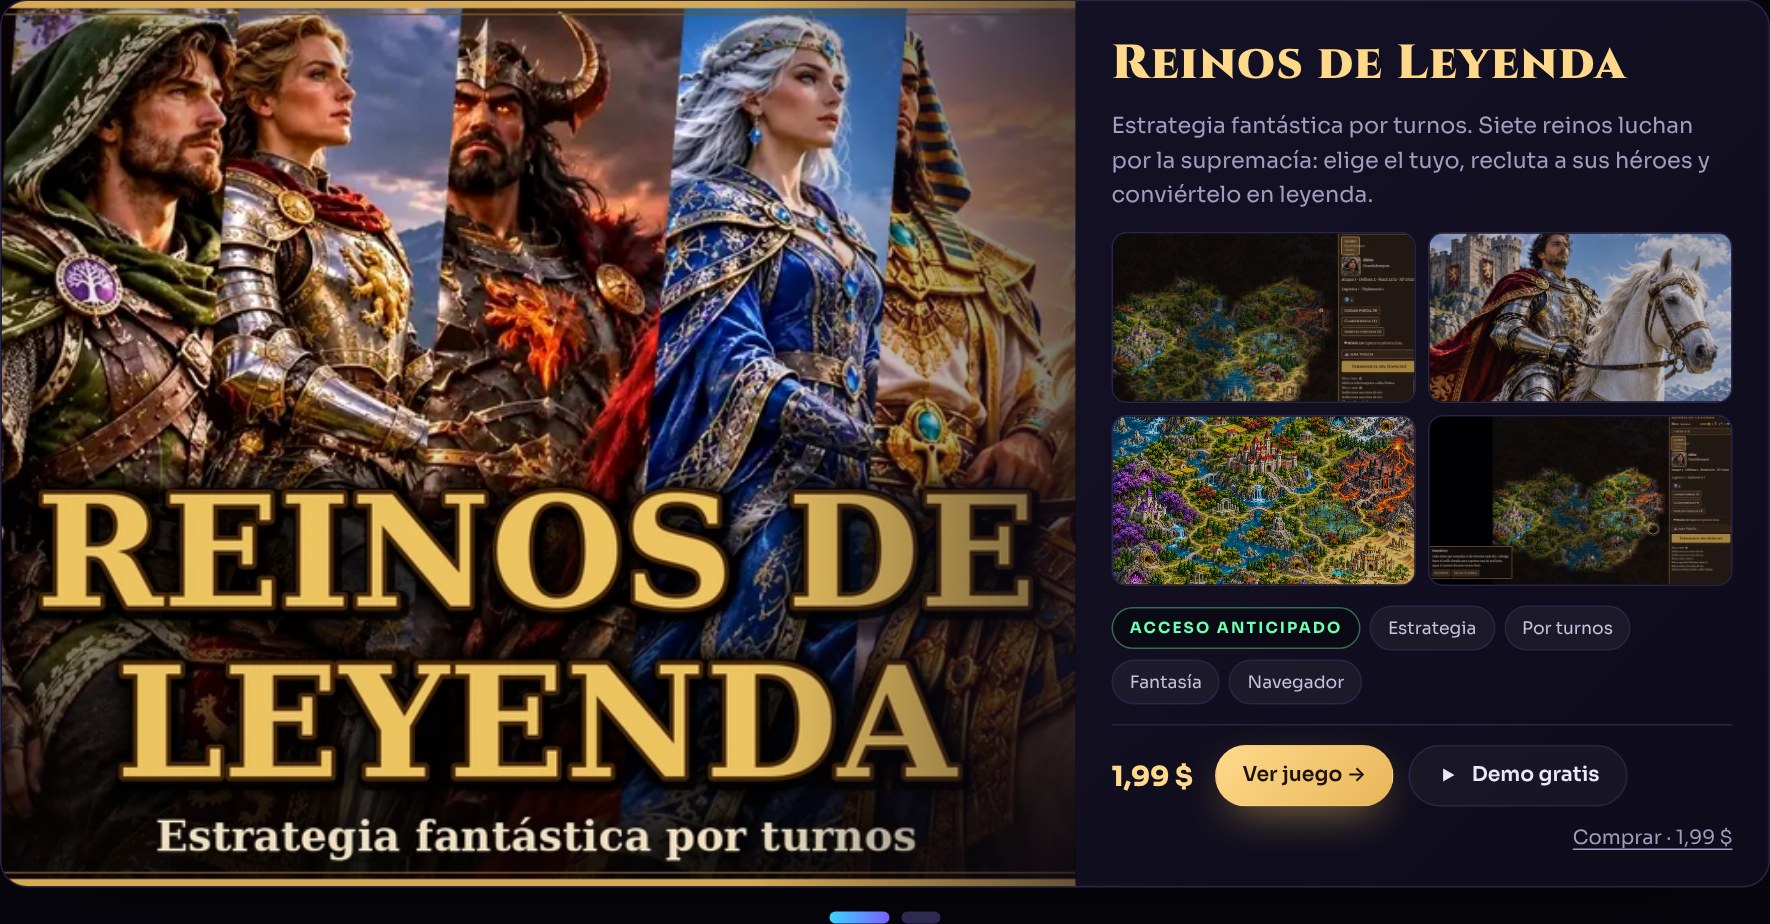 REINOS DE
LEYENDA
Estrategia fantástica por turnos
Reinos de Leyenda
Estrategia fantástica por turnos. Siete reinos luchan
por la supremacía: elige el tuyo, recluta a sus héroes y
conviértelo en leyenda.
ACCESO ANTICIPADO
Estrategia
Por turnos
Fantasía
Navegador
1,99 $
Ver juego →
▶ Demo gratis
Comprar · 1,99 $